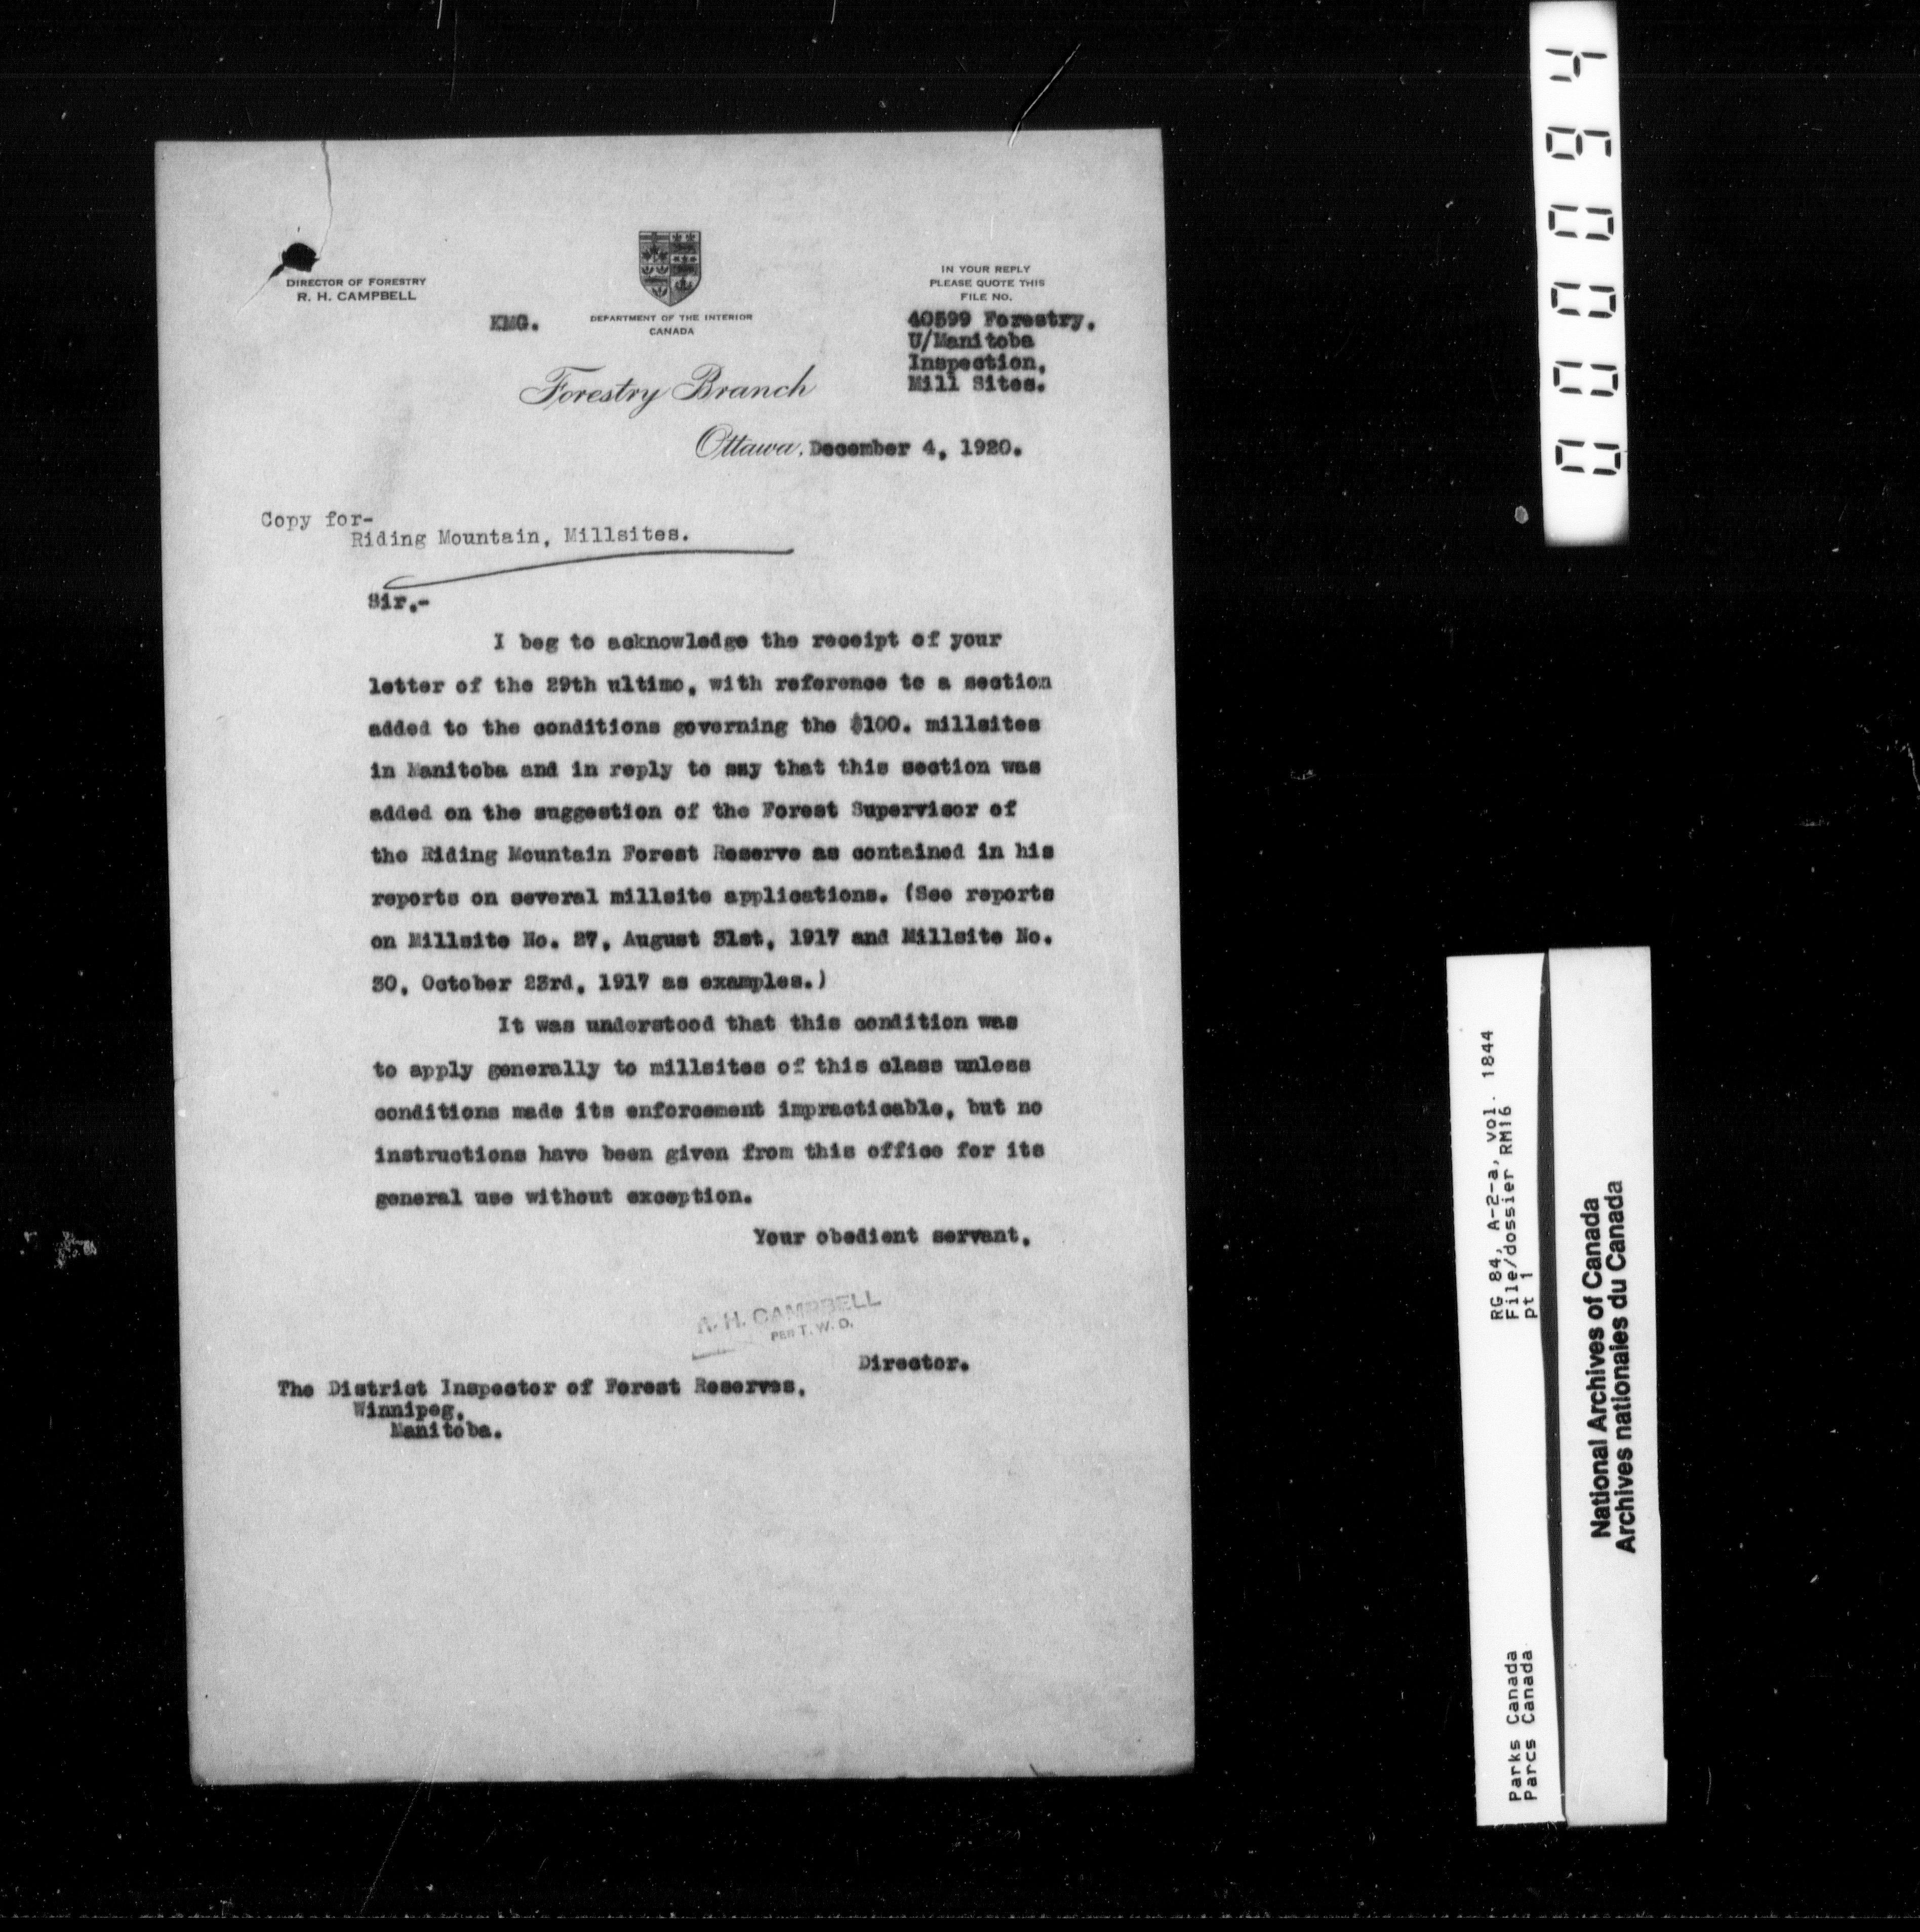 DIRECTOR OF FORESTRY
R. H. CAMPBELL
KMG.
DEPARTMENT OF THE INTERIOR
CANADA
IN YOUR REPLY
PLEASE QUOTE THIS
FILE NO.
40599 Forestry.
U/Manitoba
Inspection,
Mill Sites.
Forestry Branch
Ottawa, December 4, 1920.
Copy for-
Riding Mountain, Millsites.
Sir.-
I beg to acknowledge the receipt of your
letter of the 29th ultimo, with reference to a section
added to the conditions governing the $100. millsites
in Manitoba and in reply to say that this section was
added on the suggestion of the Forest Supervisor of
the Riding Mountain Forest Reserve as contained in his
reports on several millsite applications. (See reports
on Millsite No. 27, August 31st, 1917 and Millsite No.
30, October 23rd, 1917 as examples.)
It was understood that this condition was
to apply generally to millsites of this class unless
conditions made its enforcement impracticable, but no
instructions have been given from this office for its
general use without exception.
Your obedient servant,
R. H. CAMPBELL
PER T. W. D.
Director.
The District Inspector of Forest Reserves,
Winnipeg,
Manitoba.
RG 84, A-2-a, vol. 1844
File/dossier RM16
pt 1
Parks Canada
Parcs Canada
National Archives of Canada
Archives nationales du Canada